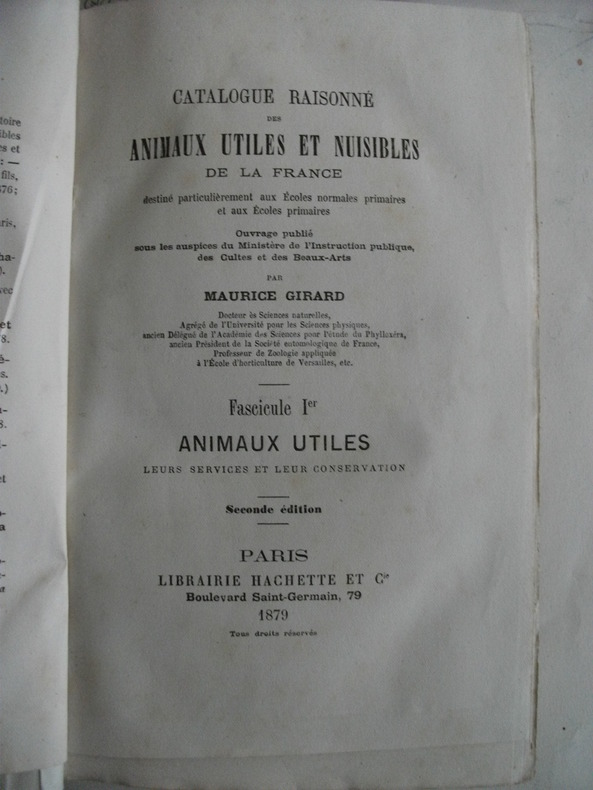 CATALOGUE RAISONNÉ
DES
ANIMAUX UTILES ET NUISIBLES
DE LA FRANCE
destiné particulièrement aux Écoles normales primaires
et aux Écoles primaires
Ouvrage publié
sous les auspices du Ministère de l'Instruction publique,
des Cultes et des Beaux-Arts
PAR
MAURICE GIRARD
Docteur ès Sciences naturelles,
Agrégé de l'Université pour les Sciences physiques,
ancien Délégué de l'Académie des Sciences pour l'étude du Phylloxéra,
ancien Président de la Société entomologique de France,
Professeur de Zoologie appliquée
à l'École d'horticulture de Versailles, etc.
Fascicule Ier
ANIMAUX UTILES
LEURS SERVICES ET LEUR CONSERVATION
Seconde édition
PARIS
LIBRAIRIE HACHETTE ET Cie
Boulevard Saint-Germain, 79
1879
Tous droits réservés